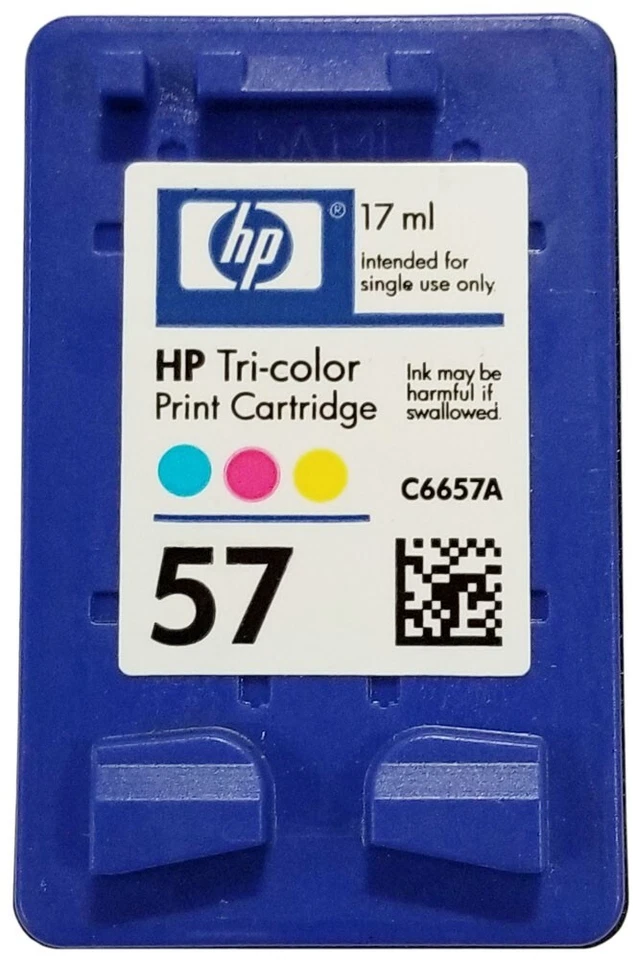 hp ® 17 ml
intended for
single use only
HP Tri-color
Print Cartridge
Ink may be
harmful if
swallowed.
C6657A
57